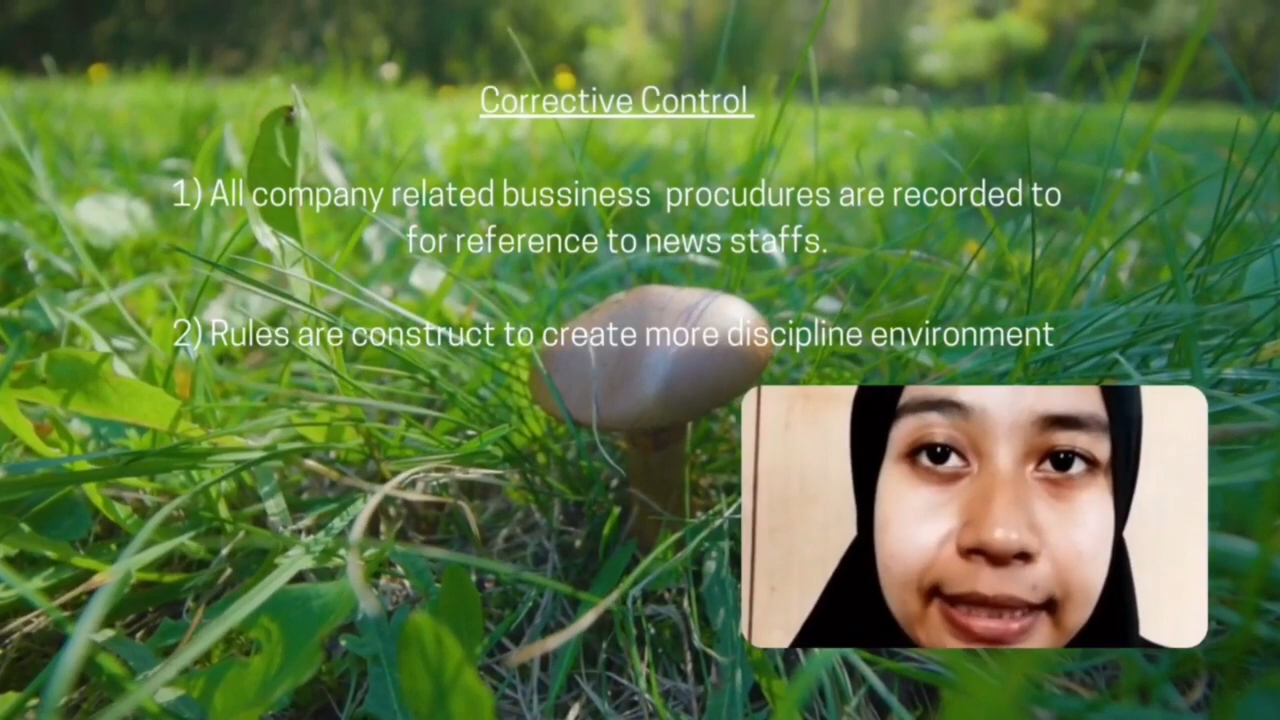 Corrective Control
1) All company related bussiness procudures are recorded to
for reference to news staffs.
2) Rules are construct to create more discipline environment